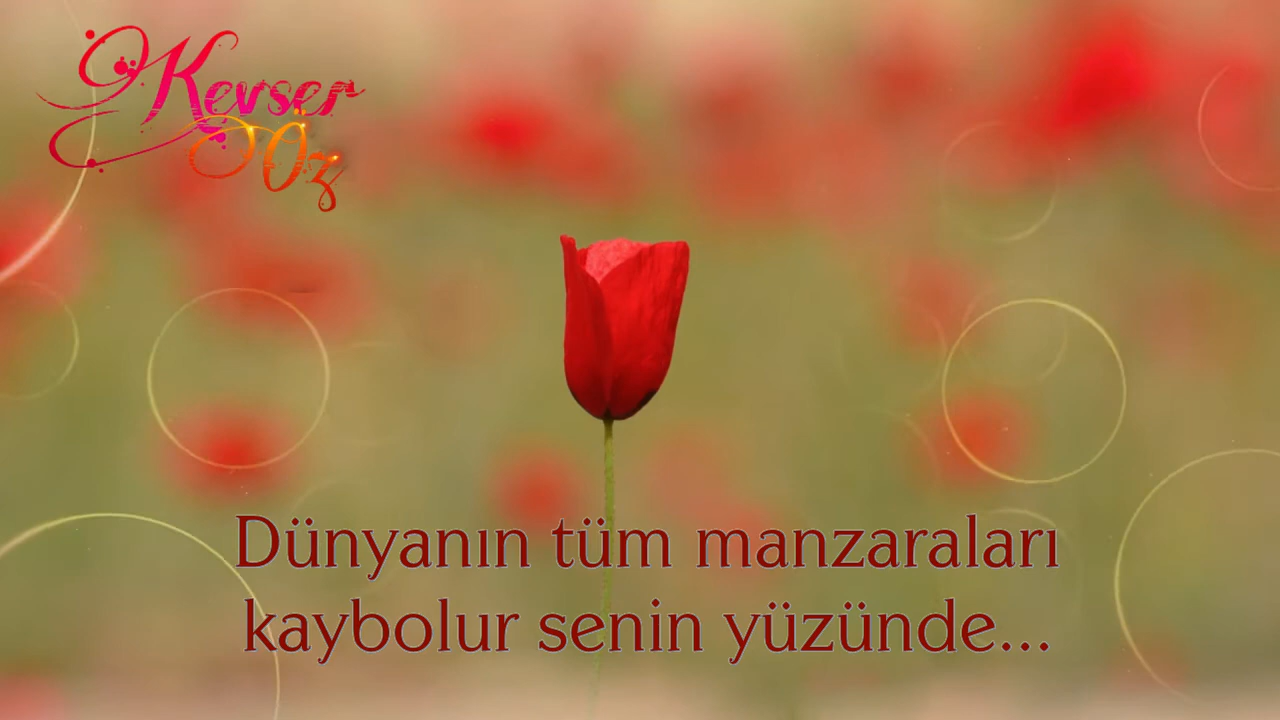 Kevser
Öz
Dünyanın tüm manzaraları
kaybolur senin yüzünde...